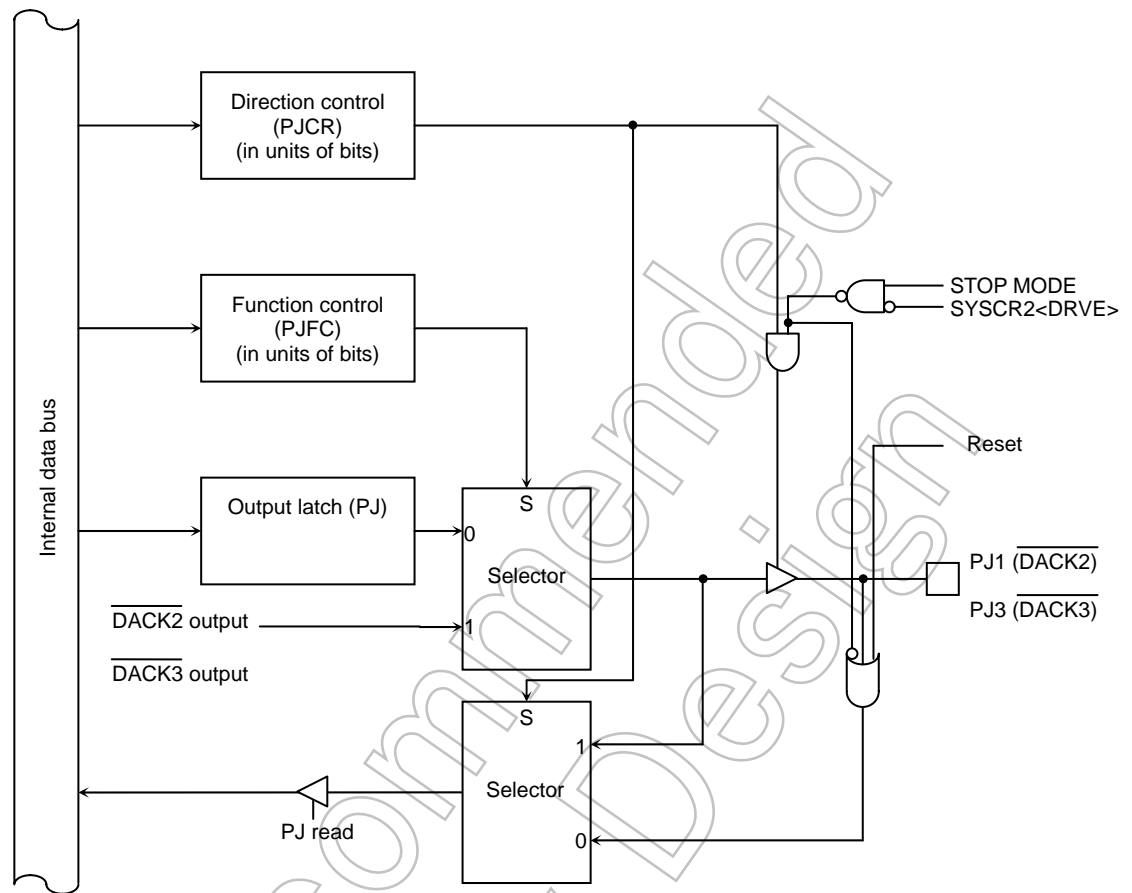 Direction control
(PJCR)
(in units of bits)
Function control
(PJFC)
(in units of bits)
STOP MODE
SYSCR2<DRVE>
Internal data bus
Output latch (PJ)
Reset
S
0
Selector
1
PJ1 (DACK2)
PJ3 (DACK3)
DACK2 output
DACK3 output
S
1
Selector
0
PJ read
commended
Design